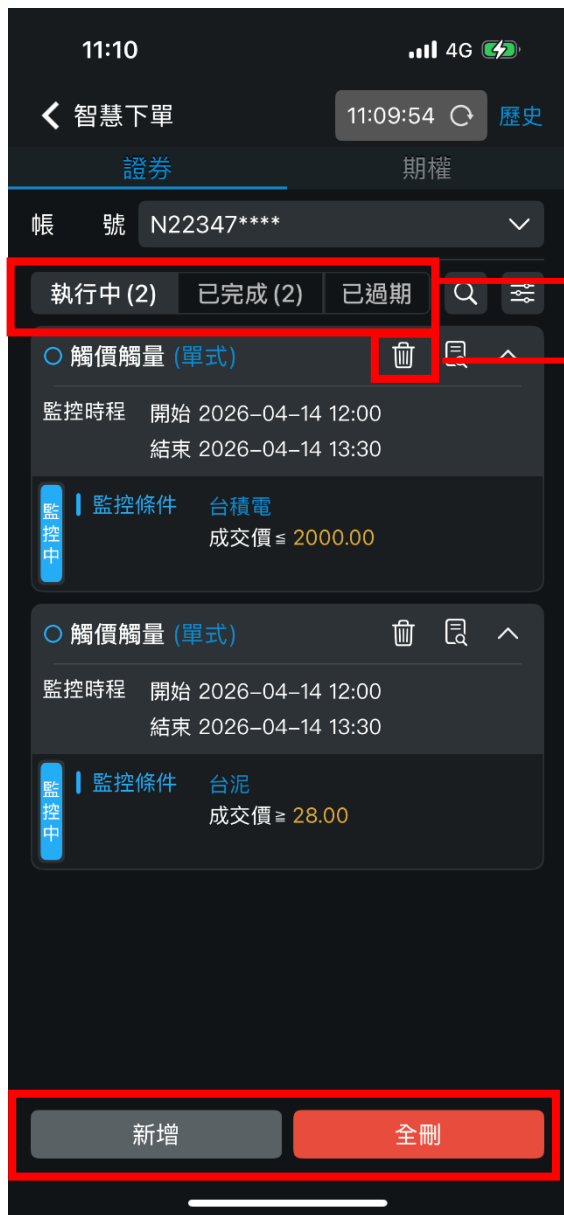 11:10 4G
智慧下單 11:09:54 歷史
證券 期權
帳 號 N22347****
執行中 (2) 已完成 (2) 已過期
觸價觸量 (單式)
監控時程 開始 2026-04-14 12:00
結束 2026-04-14 13:30
監控中
監控條件 台積電
成交價≦ 2000.00
觸價觸量 (單式)
監控時程 開始 2026-04-14 12:00
結束 2026-04-14 13:30
監控中
監控條件 台泥
成交價≧ 28.00
新增 全刪